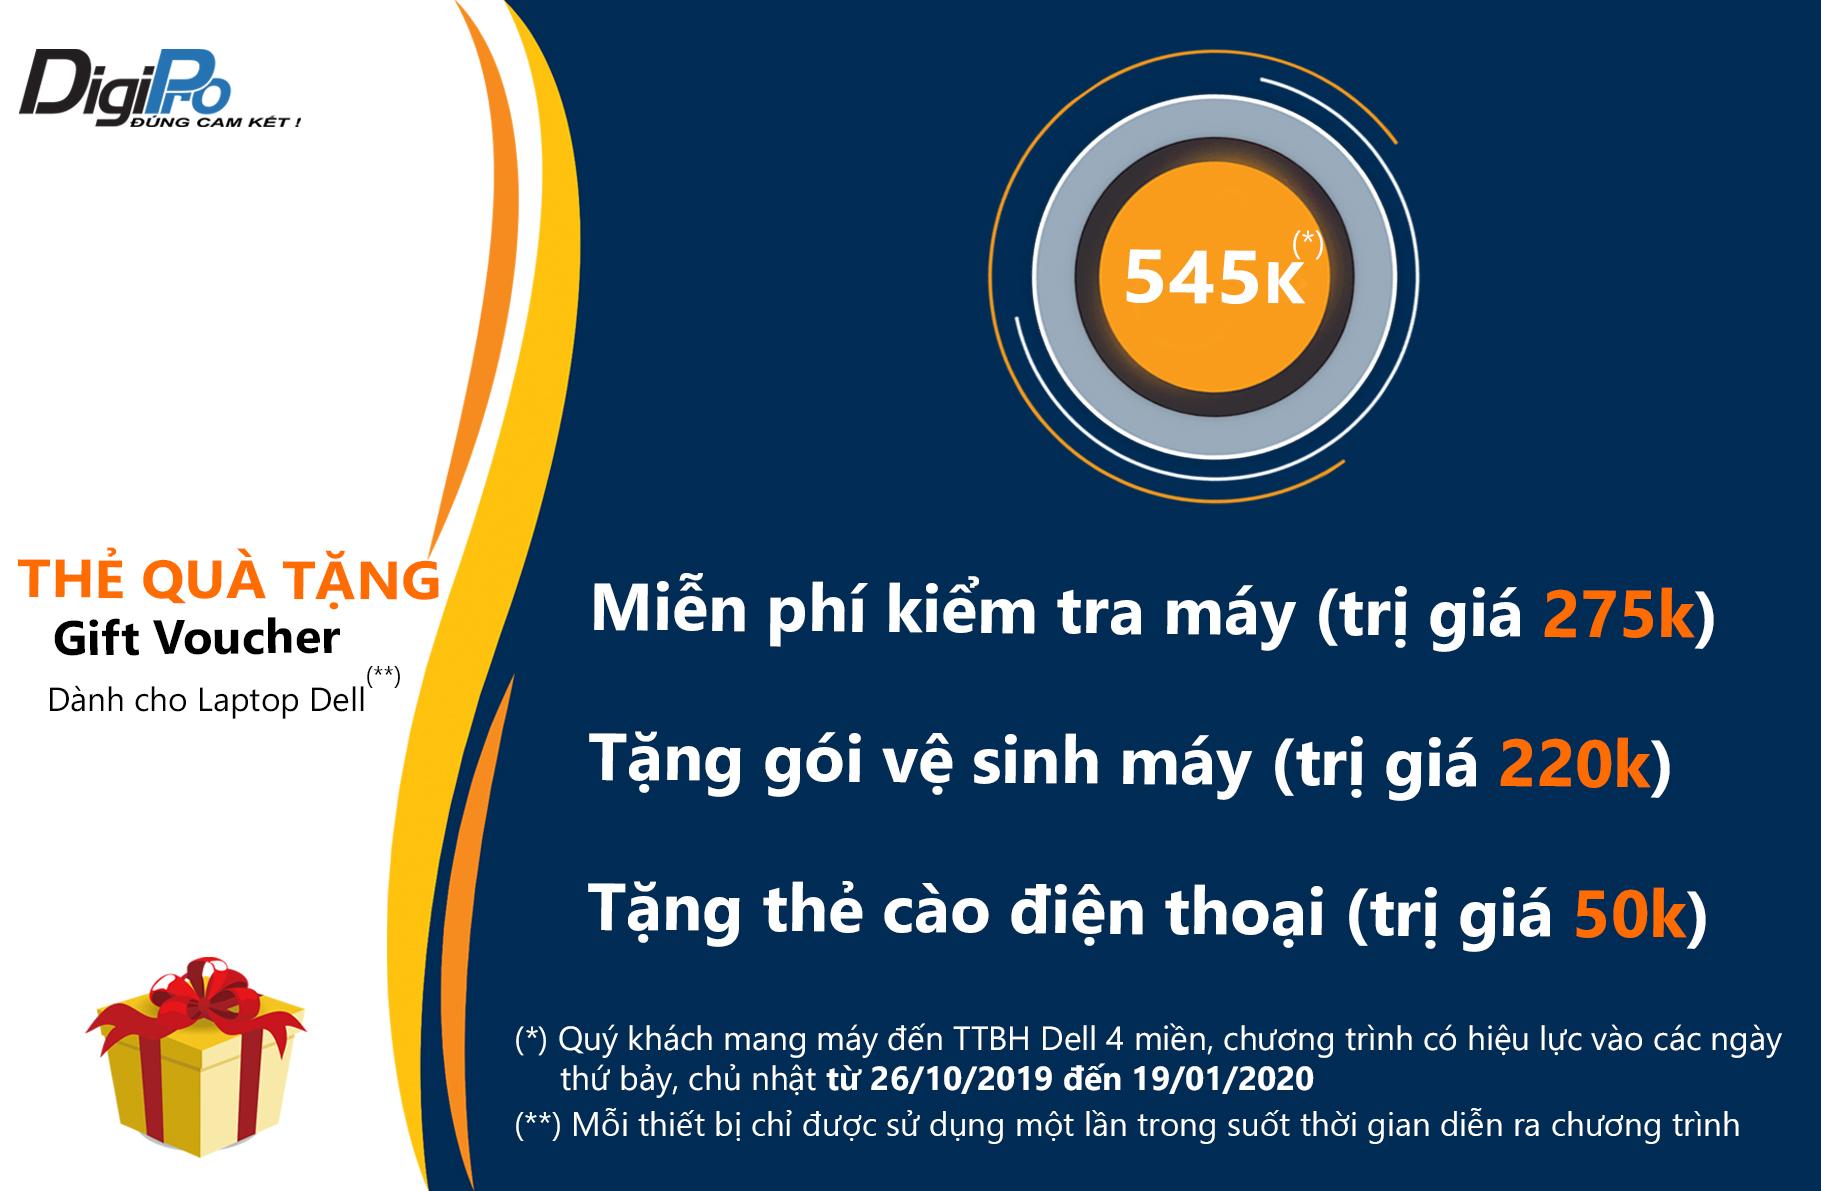 DigiPro
ĐÚNG CAM KẾT !
545K(*)
THẺ QUÀ TẶNG
Gift Voucher
Dành cho Laptop Dell(**)
Miễn phí kiểm tra máy (trị giá 275k)
Tặng gói vệ sinh máy (trị giá 220k)
Tặng thẻ cào điện thoại (trị giá 50k)
(*) Quý khách mang máy đến TTBH Dell 4 miền, chương trình có hiệu lực vào các ngày
thứ bảy, chủ nhật từ 26/10/2019 đến 19/01/2020
(**) Mỗi thiết bị chỉ được sử dụng một lần trong suốt thời gian diễn ra chương trình